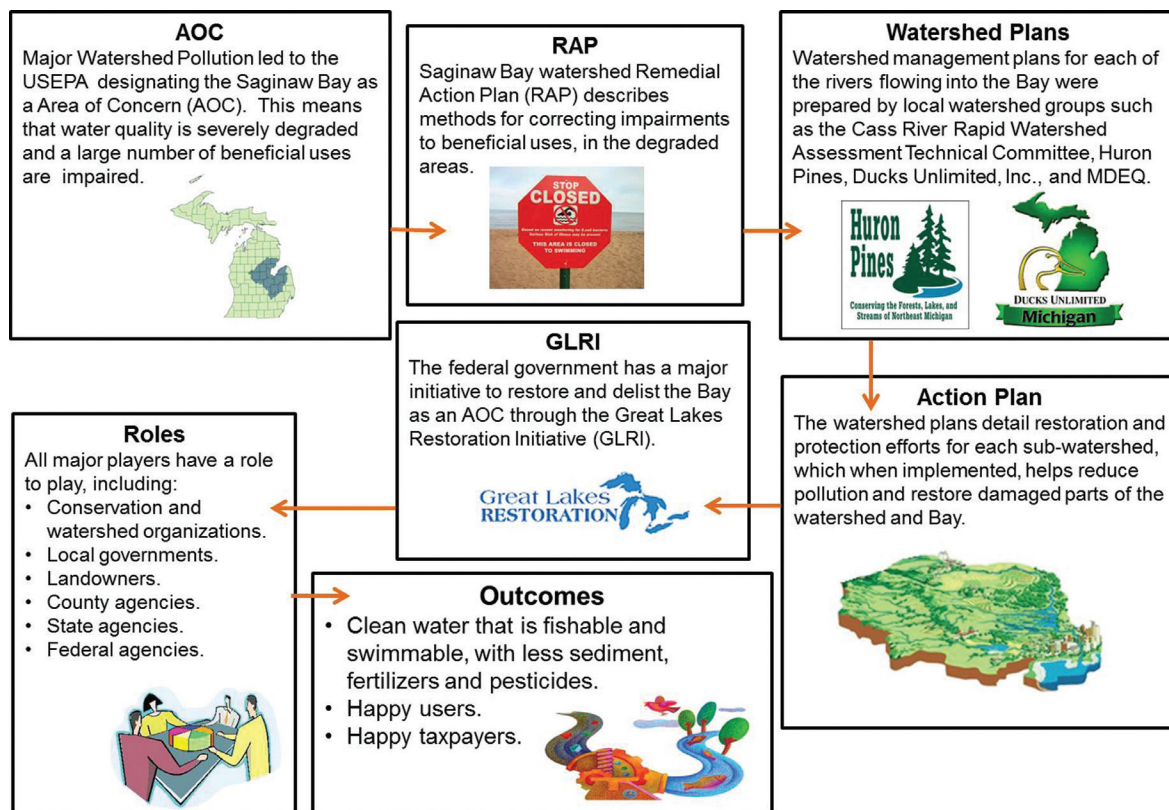 AOC
Major Watershed Pollution led to the
USEPA designating the Saginaw Bay as
a Area of Concern (AOC). This means
that water quality is severely degraded
and a large number of beneficial uses
are impaired.
RAP
Saginaw Bay watershed Remedial
Action Plan (RAP) describes
methods for correcting impairments
to beneficial uses, in the degraded
areas.
STOP
CLOSED
THIS AREA IS CLOSED
TO SWIMMING
Watershed Plans
Watershed management plans for each of
the rivers flowing into the Bay were
prepared by local watershed groups such
as the Cass River Rapid Watershed
Assessment Technical Committee, Huron
Pines, Ducks Unlimited, Inc., and MDEQ.
Huron
Pines
Conserving the Forests, Lakes, and
Streams of Northeast Michigan
DUCKS UNLIMITED
Michigan
Action Plan
The watershed plans detail restoration and
protection efforts for each sub-watershed,
which when implemented, helps reduce
pollution and restore damaged parts of the
watershed and Bay.
GLRI
The federal government has a major
initiative to restore and delist the Bay
as an AOC through the Great Lakes
Restoration Initiative (GLRI).
Great Lakes
RESTORATION
Roles
All major players have a role
to play, including:
• Conservation and
watershed organizations.
• Local governments.
• Landowners.
• County agencies.
• State agencies.
• Federal agencies.
Outcomes
• Clean water that is fishable and
swimmable, with less sediment,
fertilizers and pesticides.
• Happy users.
• Happy taxpayers.